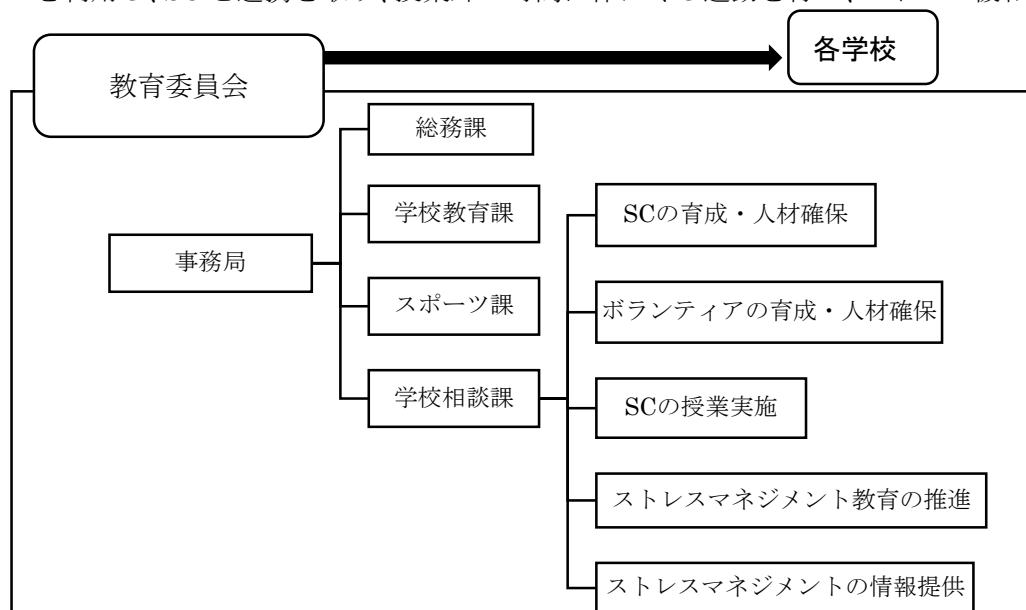 各学校
教育委員会
総務課
学校教育課
事務局
スポーツ課
学校相談課
SCの育成・人材確保
ボランティアの育成・人材確保
SCの授業実施
ストレスマネジメント教育の推進
ストレスマネジメントの情報提供